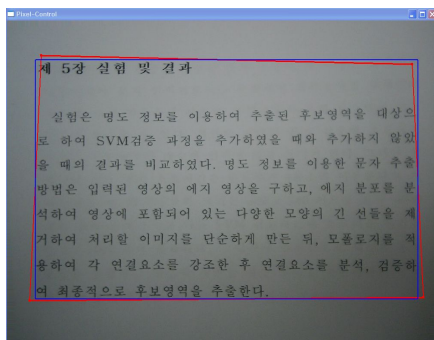 Pixel-Control
제 5장 실험 및 결과
실험은 명도 정보를 이용하여 추출된 후보영역을 대상으
로 하여 SVM검증 과정을 추가하였을 때와 추가하지 않았
을 때의 결과를 비교하였다. 명도 정보를 이용한 문자 추출
방법은 입력된 영상의 에지 영상을 구하고, 에지 분포를 분
석하여 영상에 포함되어 있는 다양한 모양의 긴 선들을 제
거하여 처리할 이미지를 단순하게 만든 뒤, 모폴로지를 적
용하여 각 연결요소를 강조한 후 연결요소를 분석, 검증하
여 최종적으로 후보영역을 추출한다.